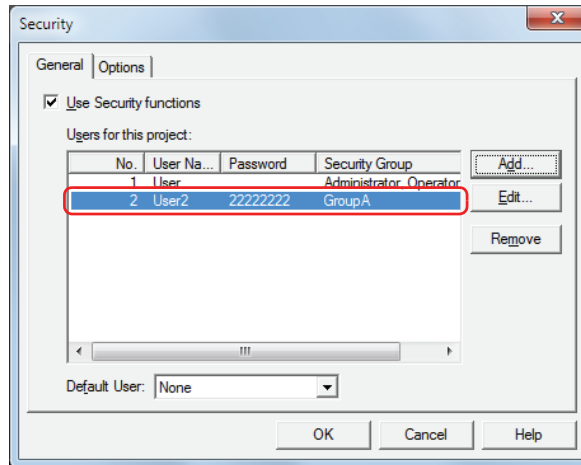 Security
General Options
Use Security functions
Users for this project:
No. User Na... Password Security Group
1 User Administrator, Operator
2 User2 22222222 GroupA
Add...
Edit...
Remove
Default User: None
OK Cancel Help